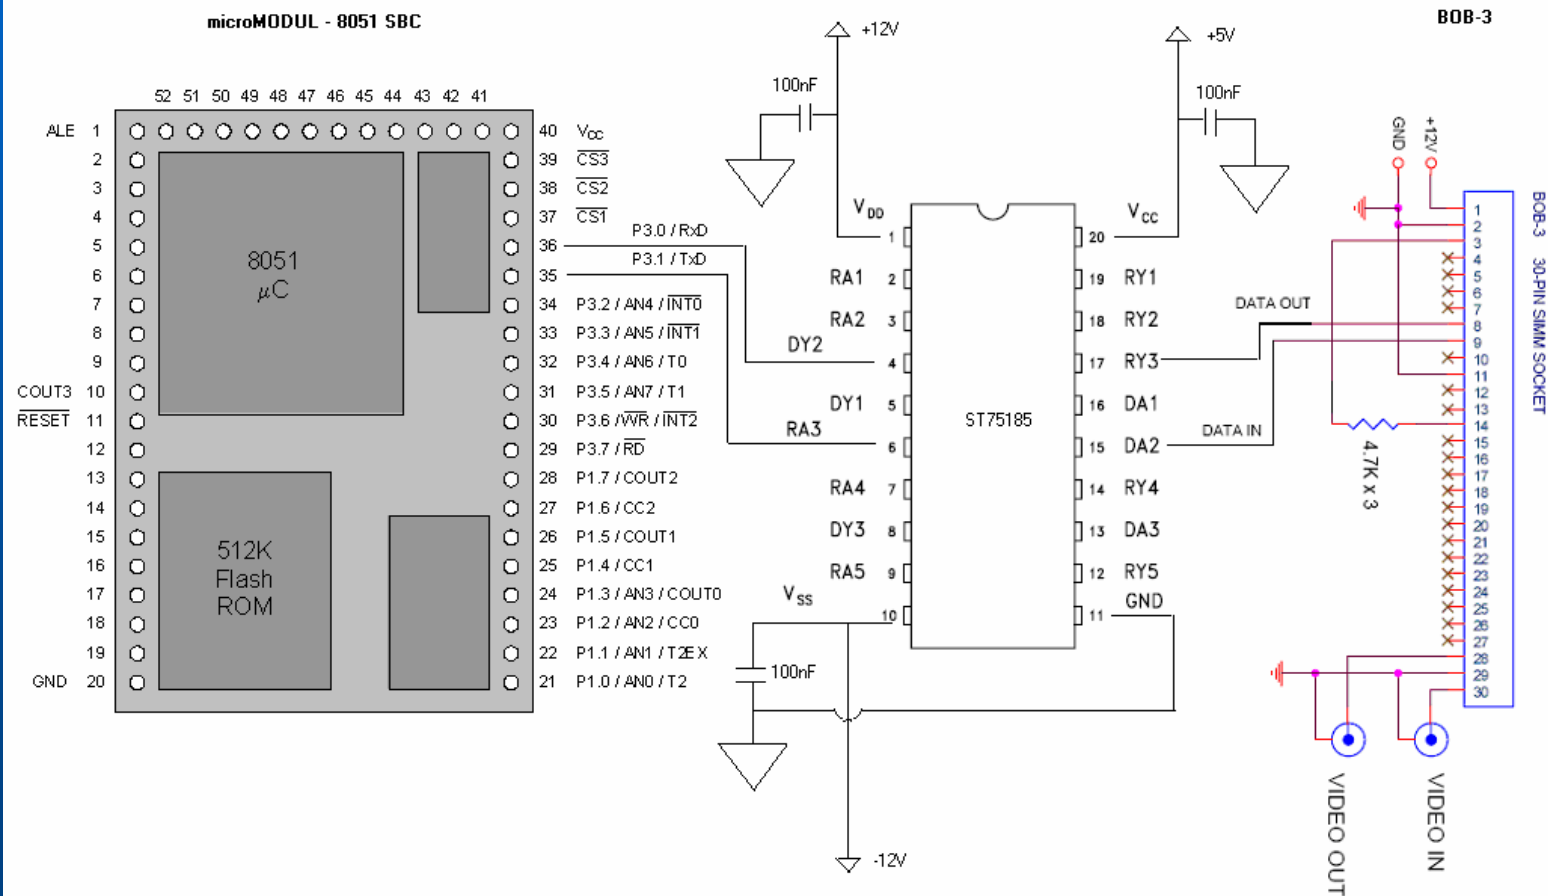 microMODUL - 8051 SBC
BOB-3
+12V
+5V
100nF
100nF
52 51 50 49 48 47 46 45 44 43 42 41
ALE 1
2
3
4
5
6
7
8
9
COUT3 10
RESET 11
12
13
14
15
16
17
18
19
GND 20
8051
µC
512K
Flash
ROM
40 Vcc
39 CS3
38 CS2
37 CS1
36
35
34 P3.2 / AN4 / INT0
33 P3.3 / AN5 / INT1
32 P3.4 / AN6 / T0
31 P3.5 / AN7 / T1
30 P3.6 / WR / INT2
29 P3.7 / RD
28 P1.7 / COUT2
27 P1.6 / CC2
26 P1.5 / COUT1
25 P1.4 / CC1
24 P1.3 / AN3 / COUT0
23 P1.2 / AN2 / CC0
22 P1.1 / AN1 / T2EX
21 P1.0 / AN0 / T2
P3.0 / RxD
P3.1 / TxD
VDD
1
RA1 2
RA2 3
DY2
4
DY1 5
RA3
6
RA4 7
DY3 8
RA5 9
VSS
10
ST75185
VCC
20
19 RY1
18 RY2
17 RY3
16 DA1
15 DA2
14 RY4
13 DA3
12 RY5
GND
11
100nF
-12V
DATA OUT
DATA IN
GND
+12V
4.7K x 3
1
2
3
4
5
6
7
8
9
10
11
12
13
14
15
16
17
18
19
20
21
22
23
24
25
26
27
28
29
30
BOB-3 30-PIN SIMM SOCKET
VIDEO OUT
VIDEO IN